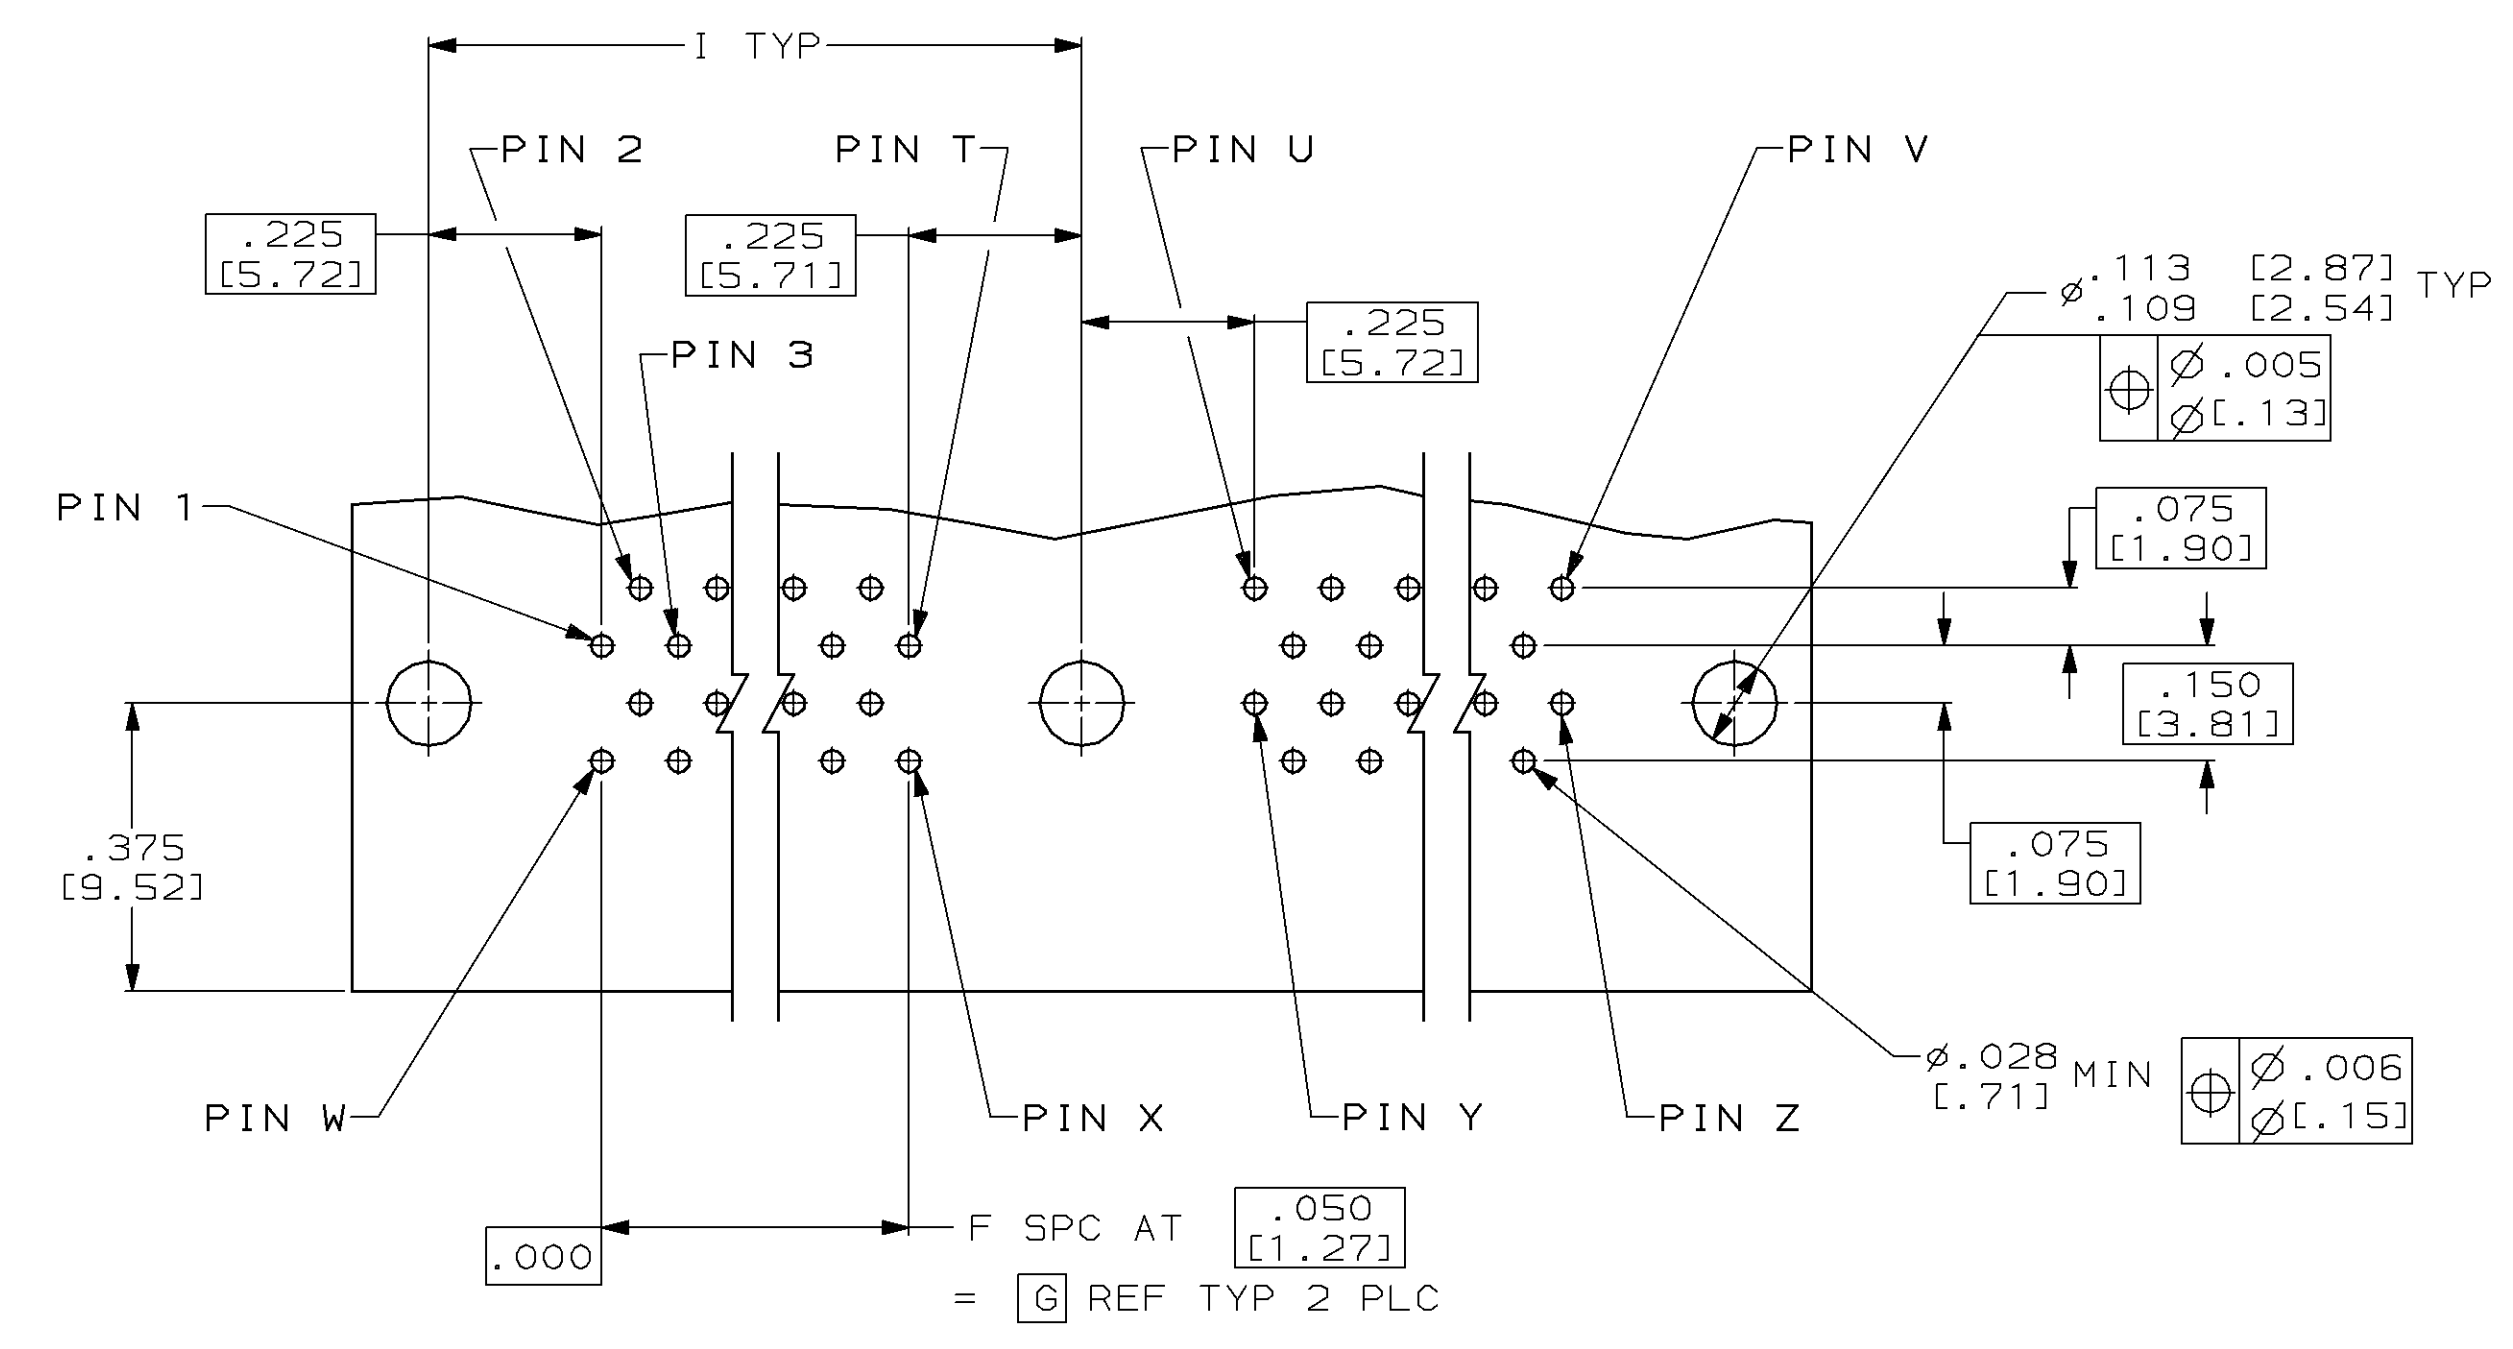 I TYP
PIN 2
PIN T
PIN U
PIN V
.225
[5.72]
.225
[5.71]
.225
[5.72]
PIN 3
⌀.113 [2.87] TYP
.109 [2.54]
⌖ ⌀.005
⌀[.13]
PIN 1
.075
[1.90]
.150
[3.81]
.375
[9.52]
.075
[1.90]
⌀.028 MIN
[.71]
⌖ ⌀.006
⌀[.15]
PIN W
PIN X
PIN Y
PIN Z
.000
F SPC AT .050
[1.27]
= G REF TYP 2 PLC